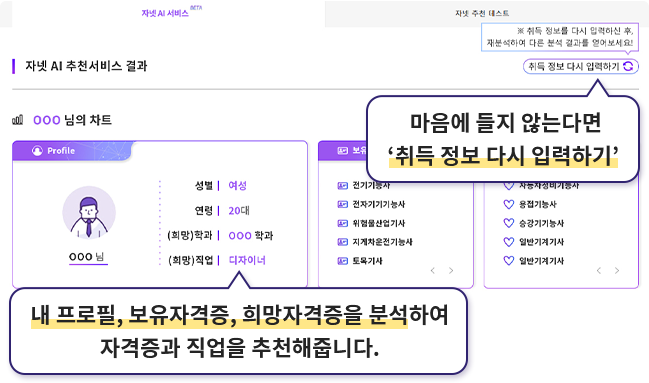 자넷 AI 서비스 BETA
자넷 추천 테스트
※ 취득 정보를 다시 입력하신 후,
재분석하여 다른 분석 결과를 얻어보세요!
자넷 AI 추천서비스 결과
취득 정보 다시 입력하기
마음에 들지 않는다면
‘취득 정보 다시 입력하기’
OOO 님의 차트
Profile
OOO 님
성별 여성
연령 20대
(희망)학과 OOO 학과
(희망)직업 디자이너
보유
전기기능사
전자기기기능사
위험물산업기사
지게차운전기능사
토목기사
자동차정비기능사
용접기능사
승강기기능사
일반기계기사
일반기계기사
내 프로필, 보유자격증, 희망자격증을 분석하여
자격증과 직업을 추천해줍니다.